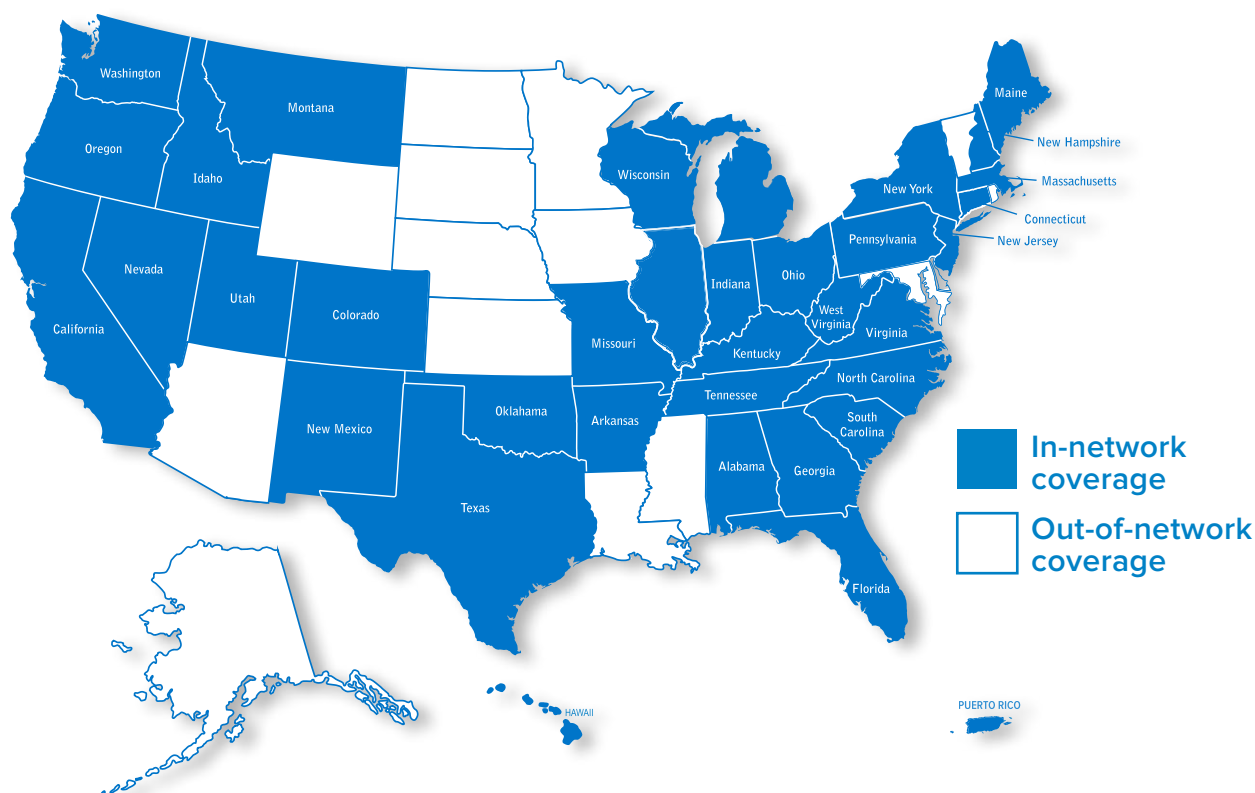 Washington
Montana
Maine
Oregon
New Hampshire
Idaho
Wisconsin
Massachusetts
New York
Connecticut
Pennsylvania
New Jersey
Nevada
Ohio
Indiana
Utah
Colorado
West
Virginia
California
Virginia
Missouri
Kentucky
North Carolina
Tennessee
Oklahoma
Arkansas
South
Carolina
New Mexico
Alabama
Georgia
Texas
Florida
In-network
coverage
Out-of-network
coverage
HAWAII
PUERTO RICO